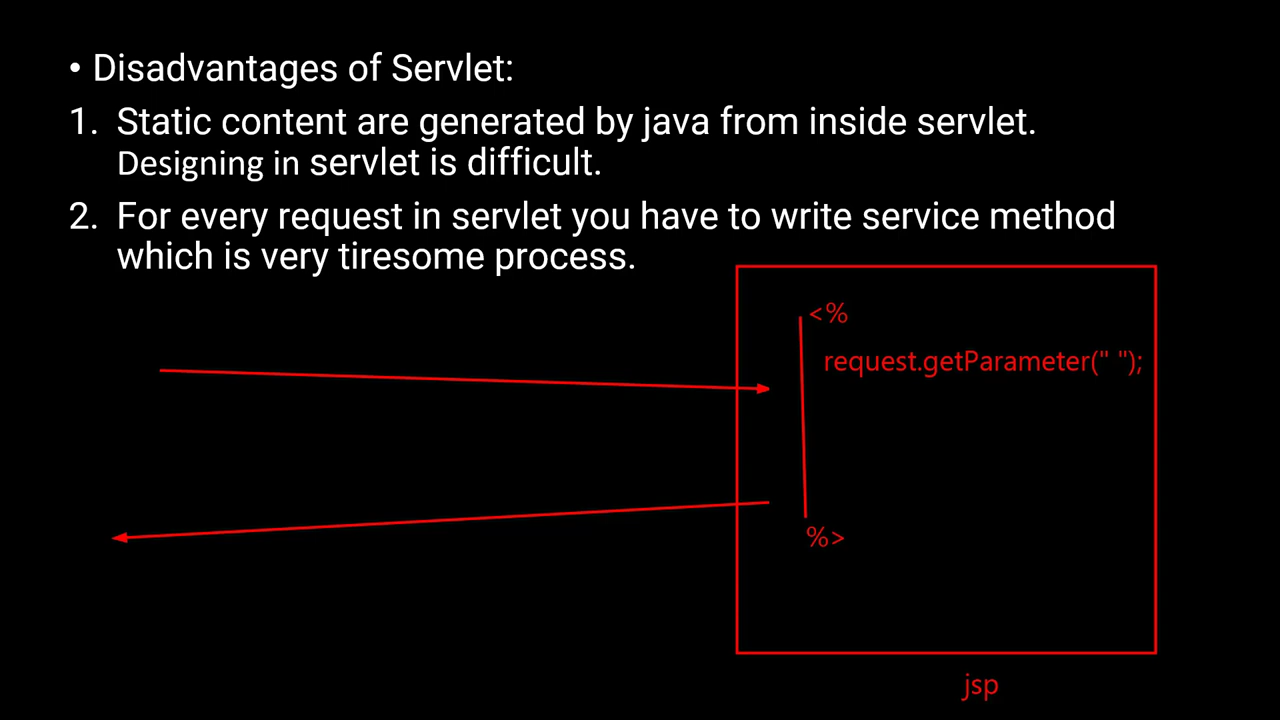 • Disadvantages of Servlet:
1. Static content are generated by java from inside servlet.
Designing in servlet is difficult.
2. For every request in servlet you have to write service method
which is very tiresome process.
<%
request.getParameter(" ");
%>
jsp